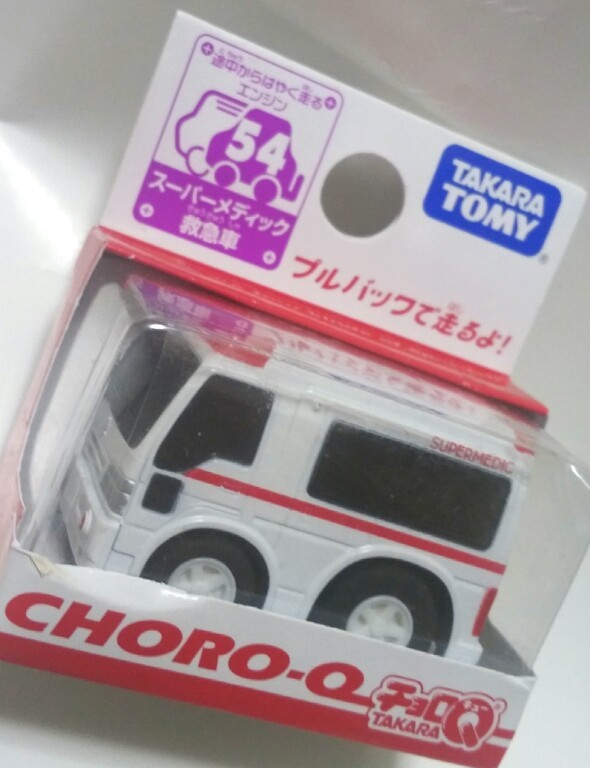 途中からはやく走る
エンジン
54
スーパーメディック
救急車
TAKARA
TOMY
プルバックで走るよ!
SUPERMEDIC
CHORO-Q
チョロQ
TAKARA